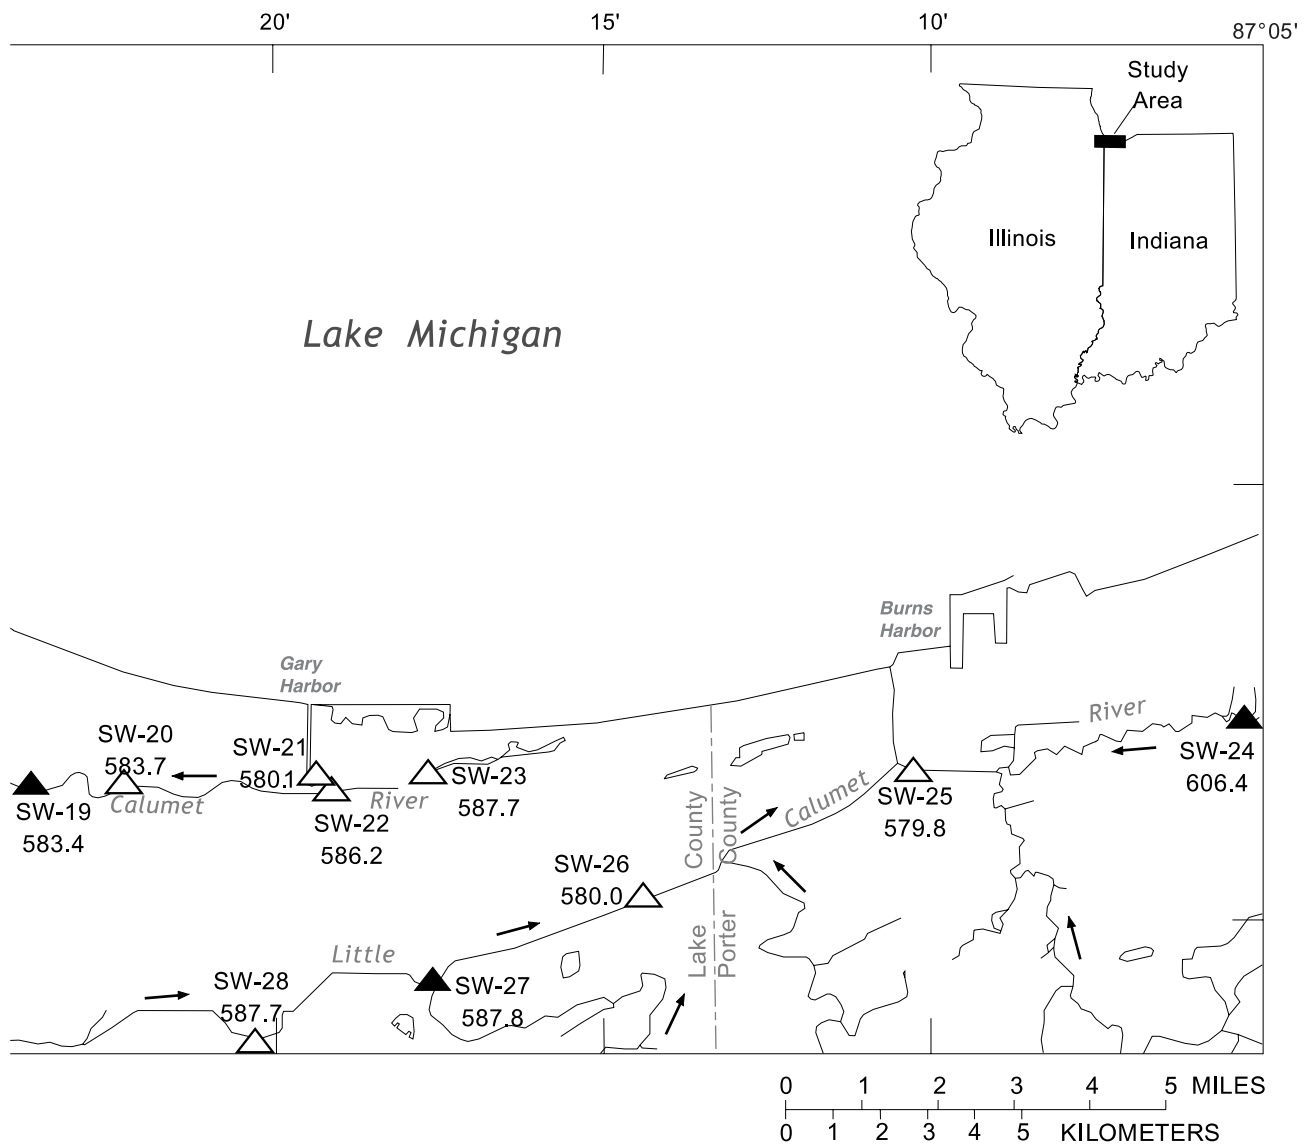 20'
15'
10'
87°05'
Study
Area
Illinois
Indiana
Lake Michigan
Burns
Harbor
Gary
Harbor
River
SW-20
583.7
SW-21
580.1
SW-19
583.4
Calumet
River
SW-22
586.2
SW-23
587.7
SW-24
606.4
SW-25
579.8
Calumet
Lake County
Porter County
SW-26
580.0
Little
SW-27
587.8
SW-28
587.7
0 1 2 3 4 5 MILES
0 1 2 3 4 5 KILOMETERS